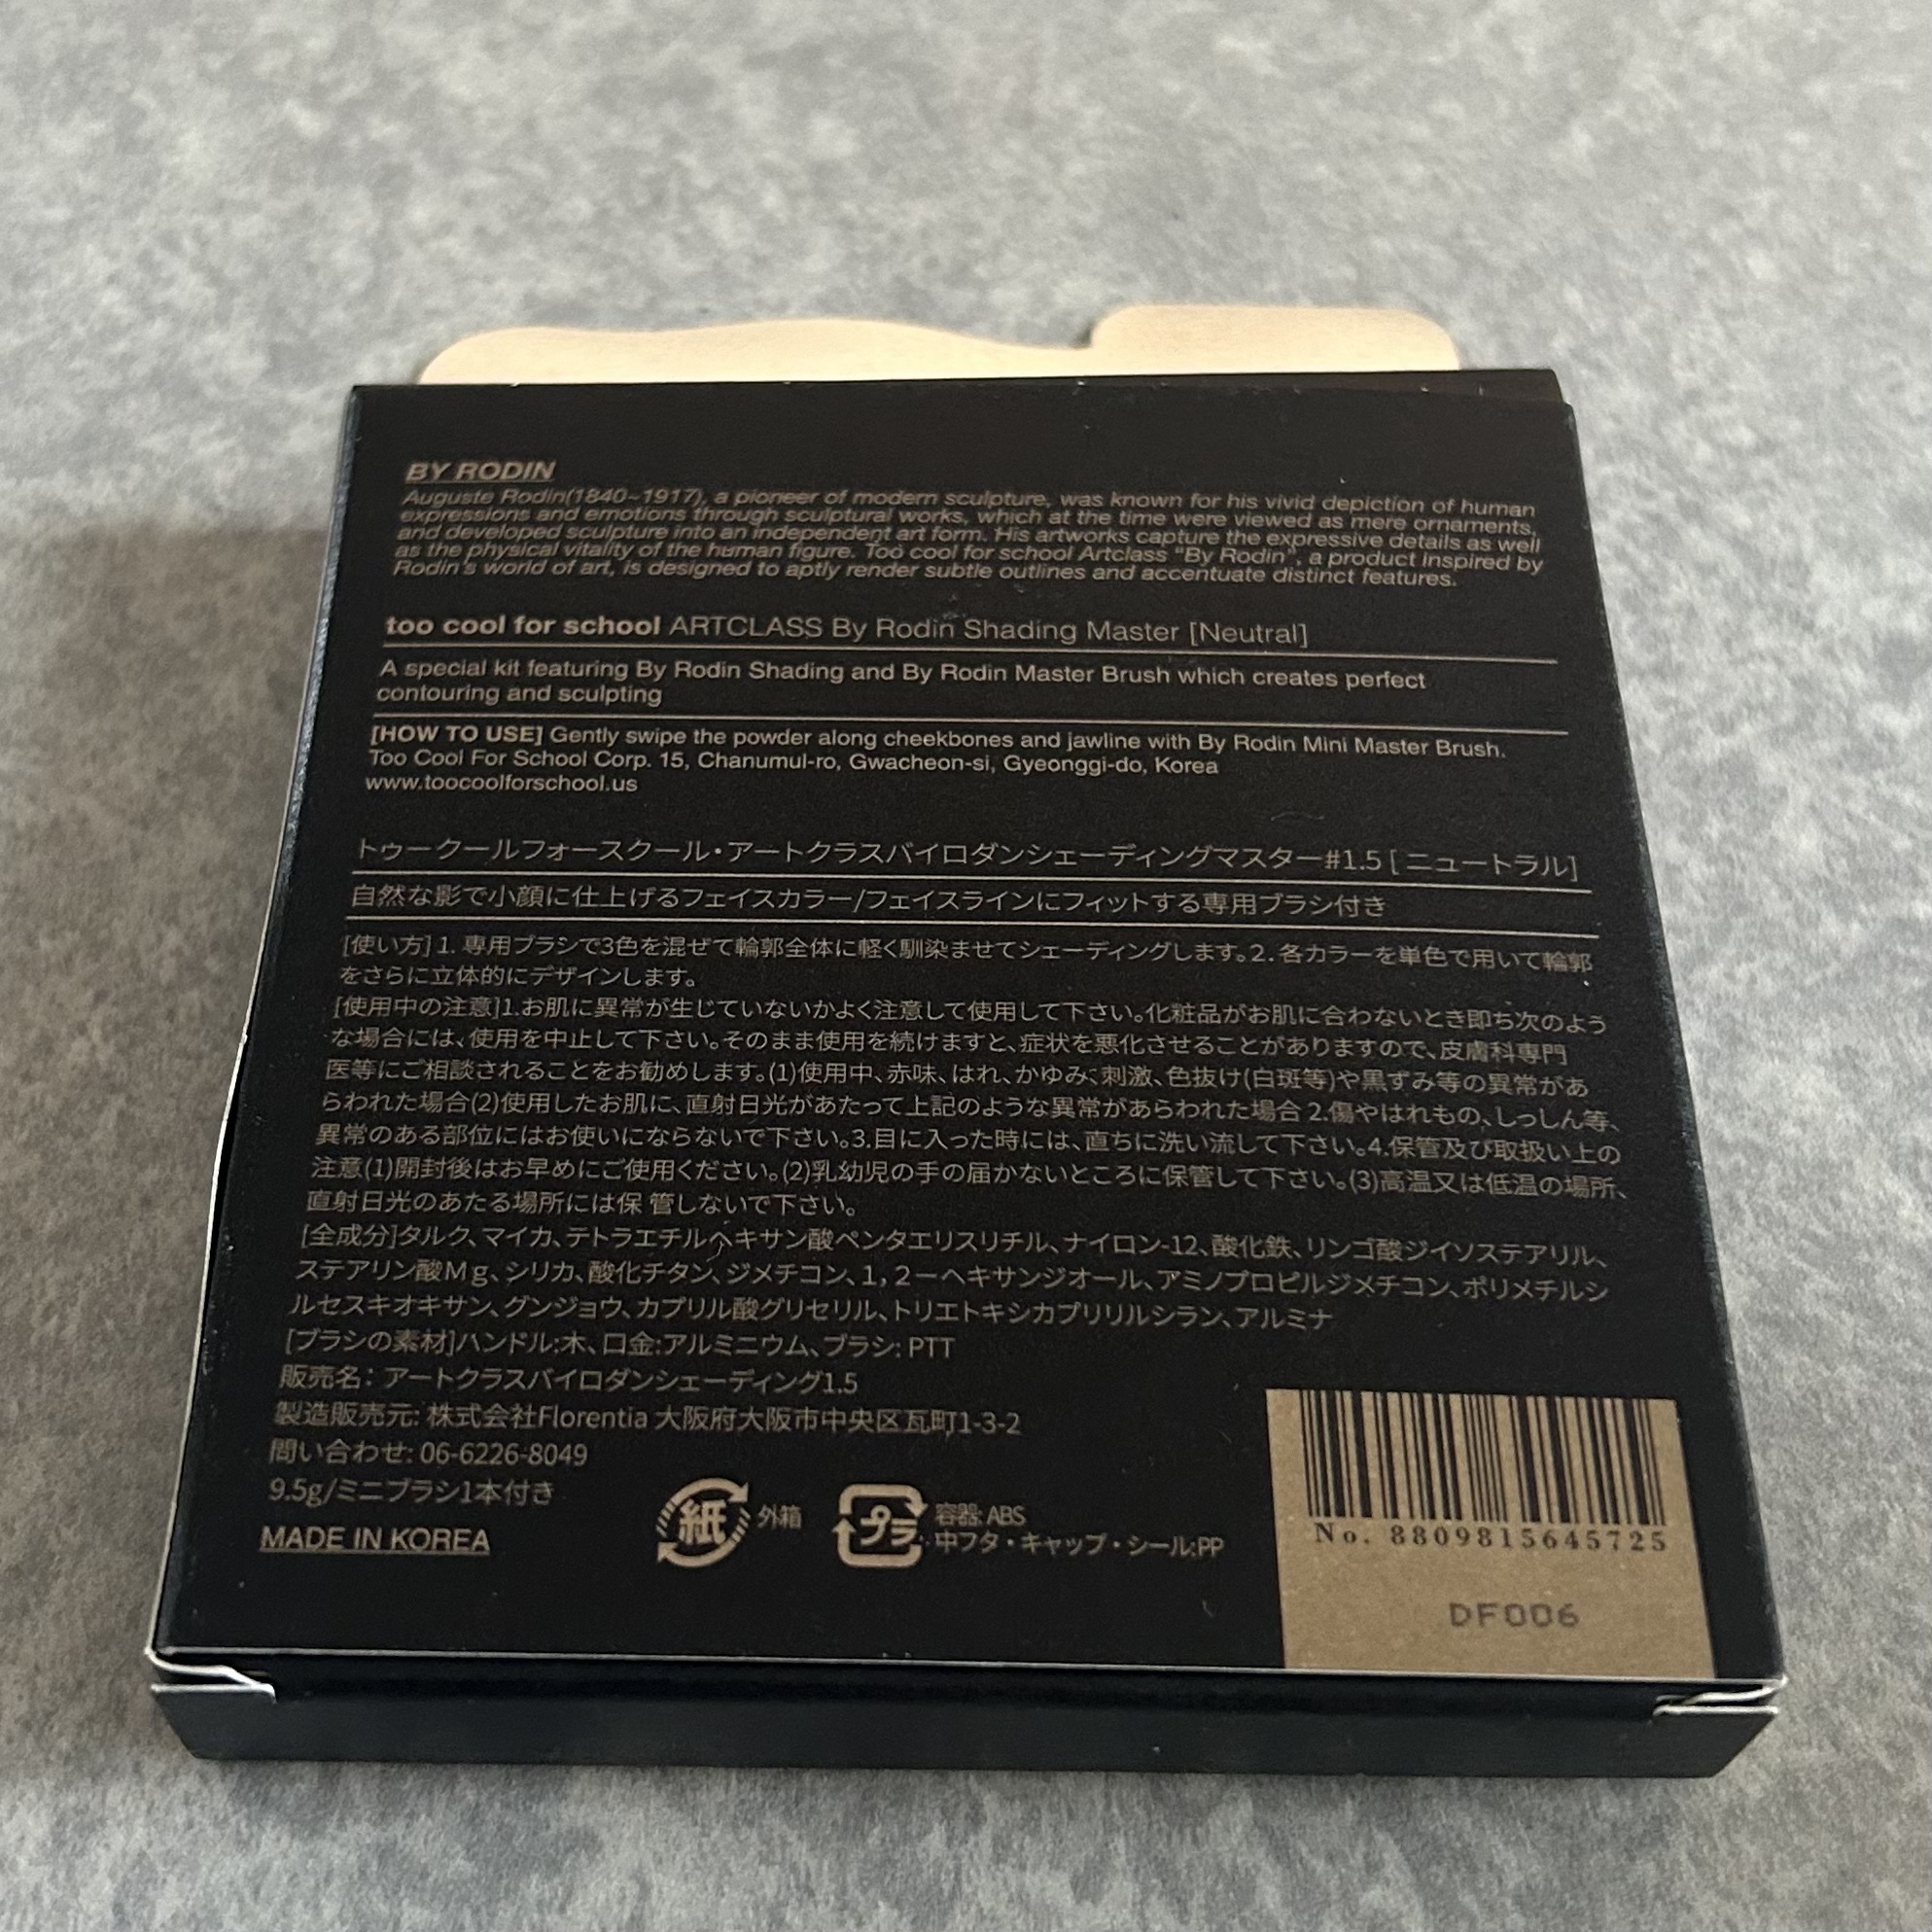 BY RODIN
Auguste Rodin(1840~1917), a pioneer of modern sculpture, was known for his vivid depiction of human
expressions and emotions through sculptural works, which at the time were viewed as mere ornaments,
and developed sculpture into an independent art form. His artworks capture the expressive details as well
as the physical vitality of the human figure. Too cool for school Artclass "By Rodin", a product inspired by
Rodin's world of art, is designed to aptly render subtle outlines and accentuate distinct features.
too cool for school ARTCLASS By Rodin Shading Master [Neutral]
A special kit featuring By Rodin Shading and By Rodin Master Brush which creates perfect
contouring and sculpting
[HOW TO USE] Gently swipe the powder along cheekbones and jawline with By Rodin Mini Master Brush.
Too Cool For School Corp. 15, Chanumul-ro, Gwacheon-si, Gyeonggi-do, Korea
www.toocoolforschool.us
トゥークールフォースクール・アートクラスバイロダンシェーディングマスター#1.5 [ ニュートラル]
自然な影で小顔に仕上げるフェイスカラー/フェイスラインにフィットする専用ブラシ付き
[使い方] 1. 専用ブラシで3色を混ぜて輪郭全体に軽く馴染ませてシェーディングします。2. 各カラーを単色で用いて輪郭
をさらに立体的にデザインします。
[使用中の注意]1.お肌に異常が生じていないかよく注意して使用して下さい。化粧品がお肌に合わないとき即ち次のよう
な場合には、使用を中止して下さい。そのまま使用を続けますと、症状を悪化させることがありますので、皮膚科専門
医等にご相談されることをお勧めします。(1)使用中、赤味、はれ、かゆみ、刺激、色抜け(白斑等)や黒ずみ等の異常があ
らわれた場合(2)使用したお肌に、直射日光があたって上記のような異常があらわれた場合 2.傷やはれもの、しっしん等、
異常のある部位にはお使いにならないで下さい。3.目に入った時には、直ちに洗い流して下さい。4.保管及び取扱い上の
注意(1)開封後はお早めにご使用ください。(2)乳幼児の手の届かないところに保管して下さい。(3)高温又は低温の場所、
直射日光のあたる場所には保 管しないで下さい。
[全成分]タルク、マイカ、テトラエチルヘキサン酸ペンタエリスリチル、ナイロン-12、酸化鉄、リンゴ酸ジイソステアリル、
ステアリン酸Ｍｇ、シリカ、酸化チタン、ジメチコン、１，２－ヘキサンジオール、アミノプロピルジメチコン、ポリメチルシ
ルセスキオキサン、グンジョウ、カプリル酸グリセリル、トリエトキシカプリリルシラン、アルミナ
[ブラシの素材]ハンドル:木、口金:アルミニウム、ブラシ: PTT
販売名： アートクラスバイロダンシェーディング1.5
製造販売元: 株式会社Florentia 大阪府大阪市中央区瓦町1-3-2
問い合わせ: 06-6226-8049
9.5g/ミニブラシ1本付き
MADE IN KOREA
紙 外箱
プラ 容器: ABS
中フタ・キャップ・シール:PP
No. 8809815645725
DF006